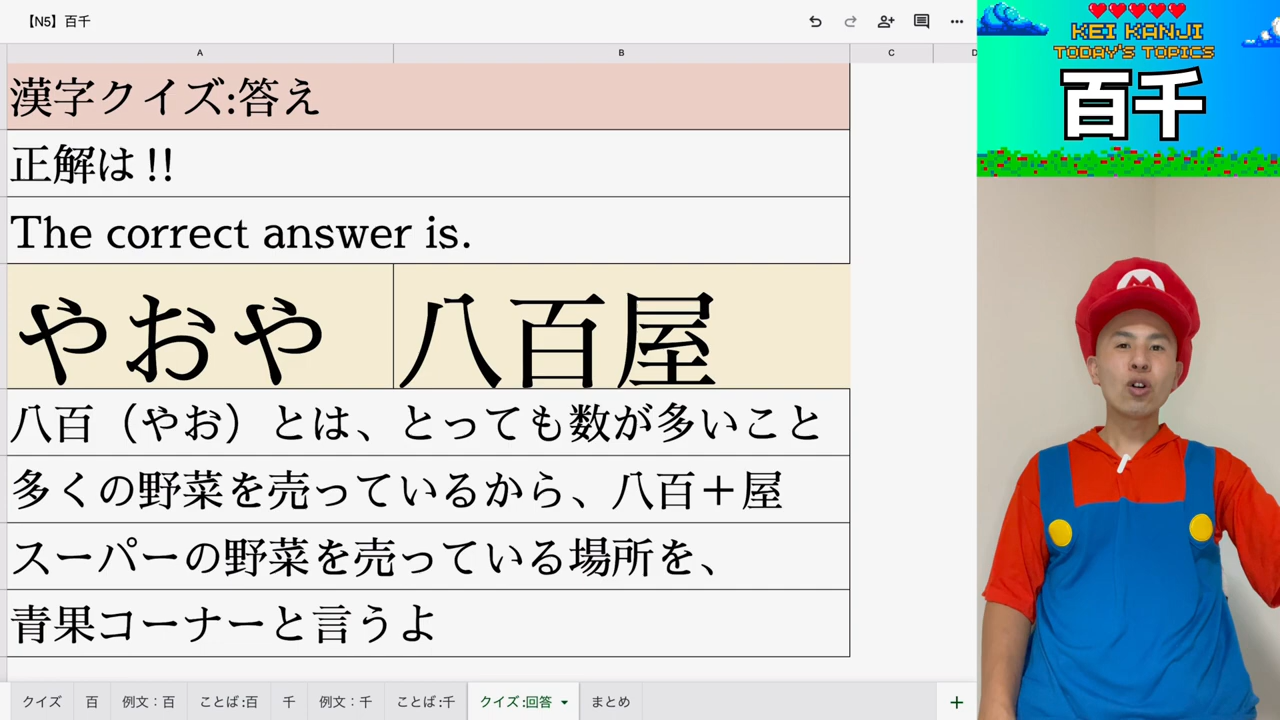 【N5】百千
A B C D
漢字クイズ:答え
正解は!!
The correct answer is.
やおや 八百屋
八百（やお）とは、とっても数が多いこと
多くの野菜を売っているから、八百＋屋
スーパーの野菜を売っている場所を、
青果コーナーと言うよ
クイズ 百 例文：百 ことば:百 千 例文：千 ことば:千 クイズ:回答 まとめ
KEI KANJI
TODAY'S TOPICS
百千
M